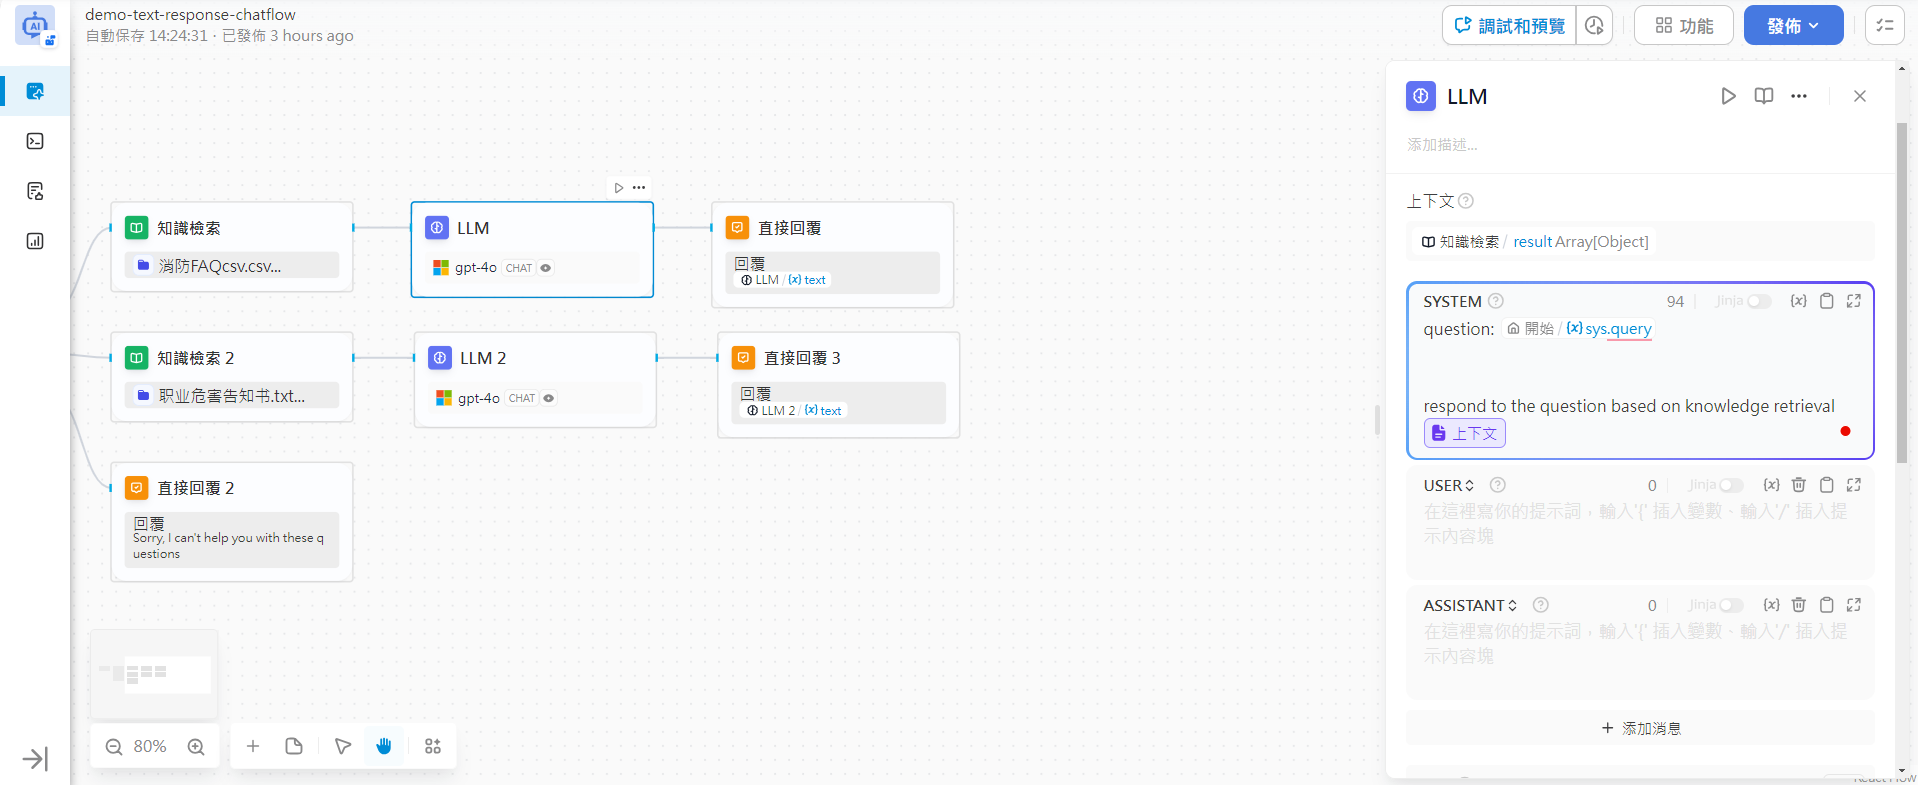 demo-text-response-chatflow
自動保存 14:24:31 · 已發佈 3 hours ago
調試和預覽
功能
發佈
知識檢索
消防FAQcsv.csv...
LLM
gpt-4o CHAT
直接回覆
回覆
LLM / {x} text
知識檢索 2
职业危害告知书.txt...
LLM 2
gpt-4o CHAT
直接回覆 3
回覆
LLM 2 / {x} text
直接回覆 2
回覆
Sorry, I can't help you with these q
uestions
80%
LLM
添加描述...
上下文
知識檢索 / result Array[Object]
SYSTEM 94 Jinja {x}
question: 開始 / {x} sys.query
respond to the question based on knowledge retrieval
上下文
USER 0 Jinja {x}
在這裡寫你的提示詞，輸入'{' 插入變數、輸入'/' 插入提
示內容塊
ASSISTANT 0 Jinja {x}
在這裡寫你的提示詞，輸入'{' 插入變數、輸入'/' 插入提
示內容塊
+ 添加消息
React Flow